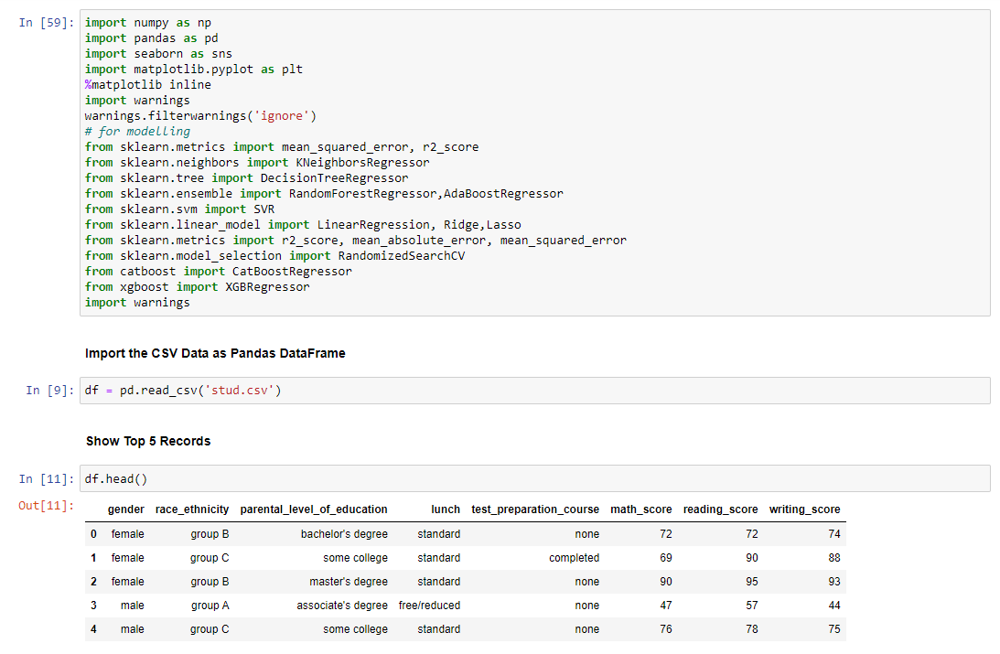 In [59]: import numpy as np
import pandas as pd
import seaborn as sns
import matplotlib.pyplot as plt
%matplotlib inline
import warnings
warnings.filterwarnings('ignore')
# for modelling
from sklearn.metrics import mean_squared_error, r2_score
from sklearn.neighbors import KNeighborsRegressor
from sklearn.tree import DecisionTreeRegressor
from sklearn.ensemble import RandomForestRegressor,AdaBoostRegressor
from sklearn.svm import SVR
from sklearn.linear_model import LinearRegression, Ridge,Lasso
from sklearn.metrics import r2_score, mean_absolute_error, mean_squared_error
from sklearn.model_selection import RandomizedSearchCV
from catboost import CatBoostRegressor
from xgboost import XGBRegressor
import warnings
Import the CSV Data as Pandas DataFrame
In [9]: df = pd.read_csv('stud.csv')
Show Top 5 Records
In [11]: df.head()
Out[11]:
gender race_ethnicity parental_level_of_education lunch test_preparation_course math_score reading_score writing_score
0 female group B bachelor's degree standard none 72 72 74
1 female group C some college standard completed 69 90 88
2 female group B master's degree standard none 90 95 93
3 male group A associate's degree free/reduced none 47 57 44
4 male group C some college standard none 76 78 75